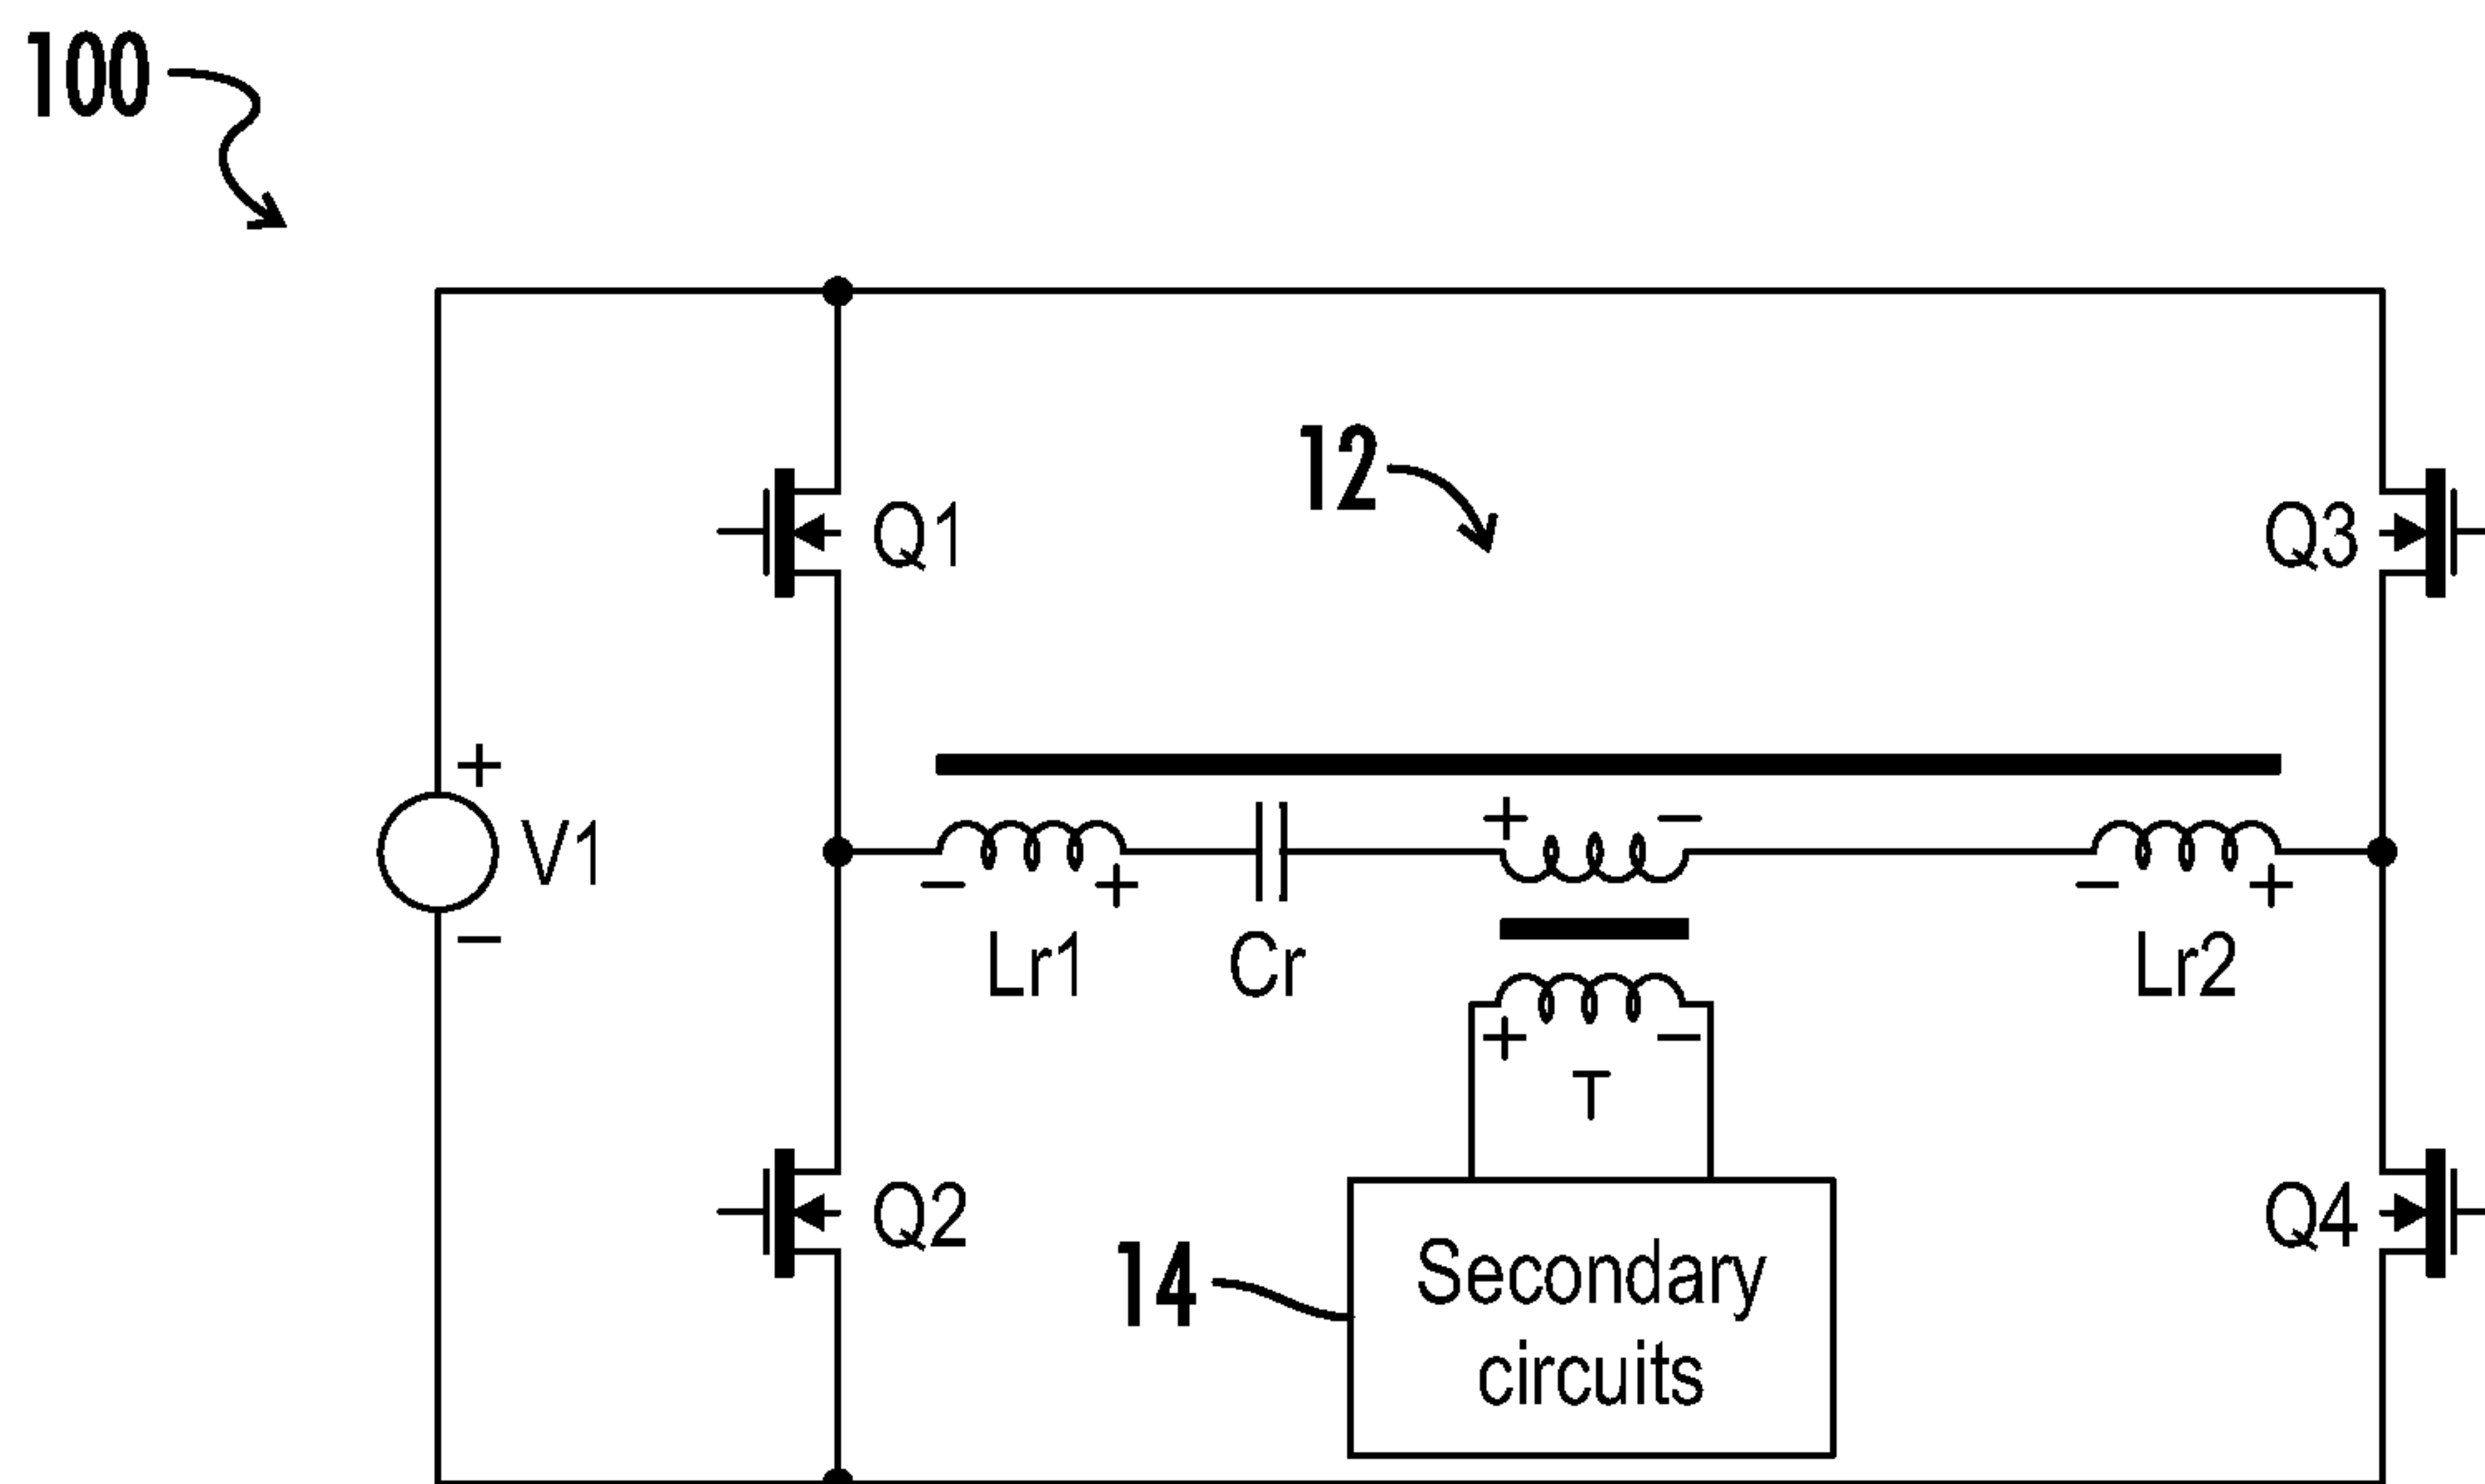 100
12
Q1
Q3
+
V1
−
+ −
− +
− +
Lr1
Cr
Lr2
+ −
T
Q2
Q4
14
Secondary
circuits